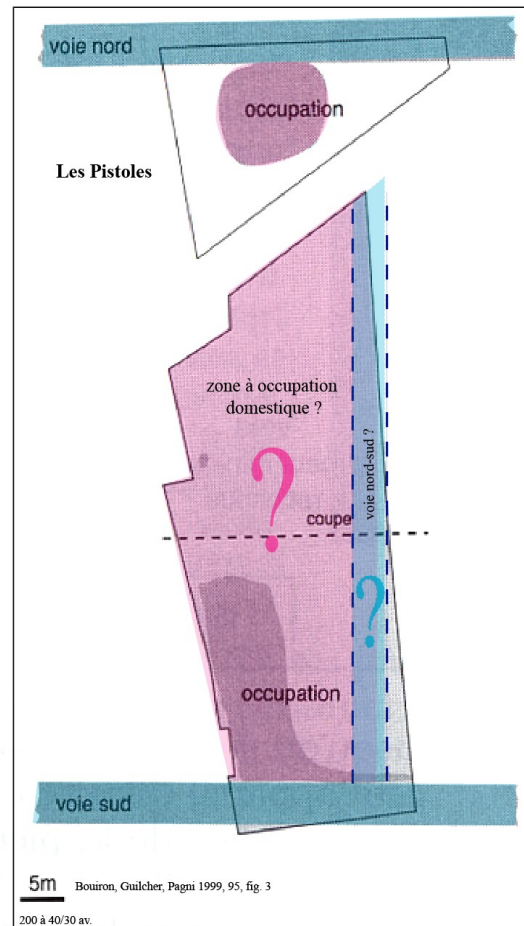 voie nord
occupation
Les Pistoles
zone à occupation
domestique ?
voie nord-sud ?
?
coupe
?
occupation
voie sud
5m
Bouiron, Guilcher, Pagni 1999, 95, fig. 3
200 à 40/30 av.